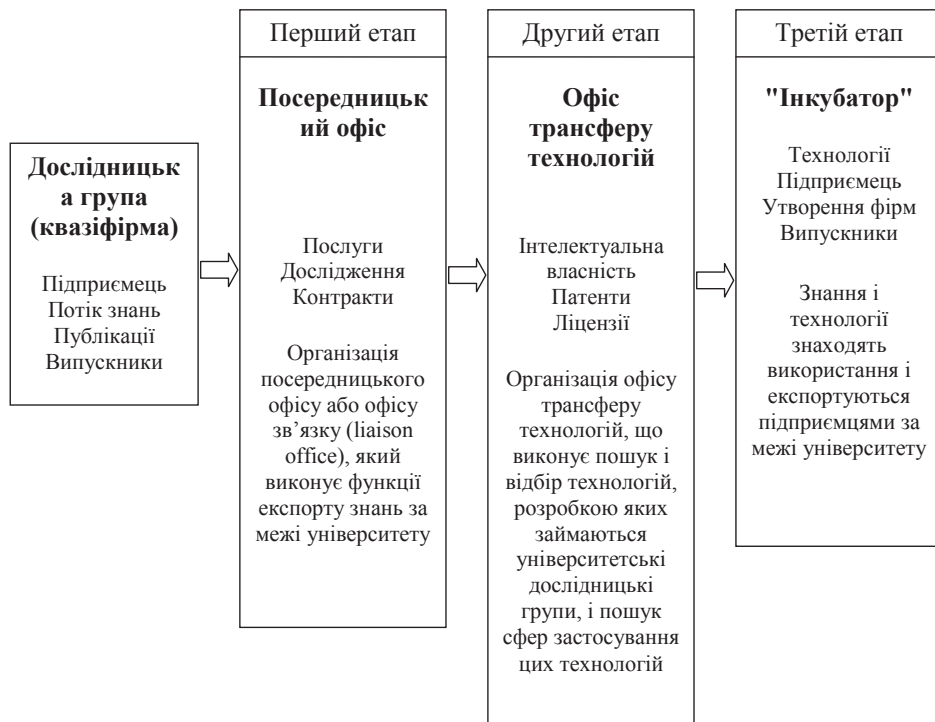 Дослідницьк
а група
(квазіфірма)
Підприємець
Потік знань
Публікації
Випускники
Перший етап
Посередницьк
ий офіс
Послуги
Дослідження
Контракти
Організація
посередницького
офісу або офісу
зв’язку (liaison
office), який
виконує функції
експорту знань за
межі університету
Другий етап
Офіс
трансферу
технологій
Інтелектуальна
власність
Патенти
Ліцензії
Організація офісу
трансферу
технологій, що
виконує пошук і
відбір технологій,
розробкою яких
займаються
університетські
дослідницькі
групи, і пошук
сфер застосування
цих технологій
Третій етап
"Інкубатор"
Технології
Підприємець
Утворення фірм
Випускники
Знання і
технології
знаходять
використання і
експортуються
підприємцями за
межі університету